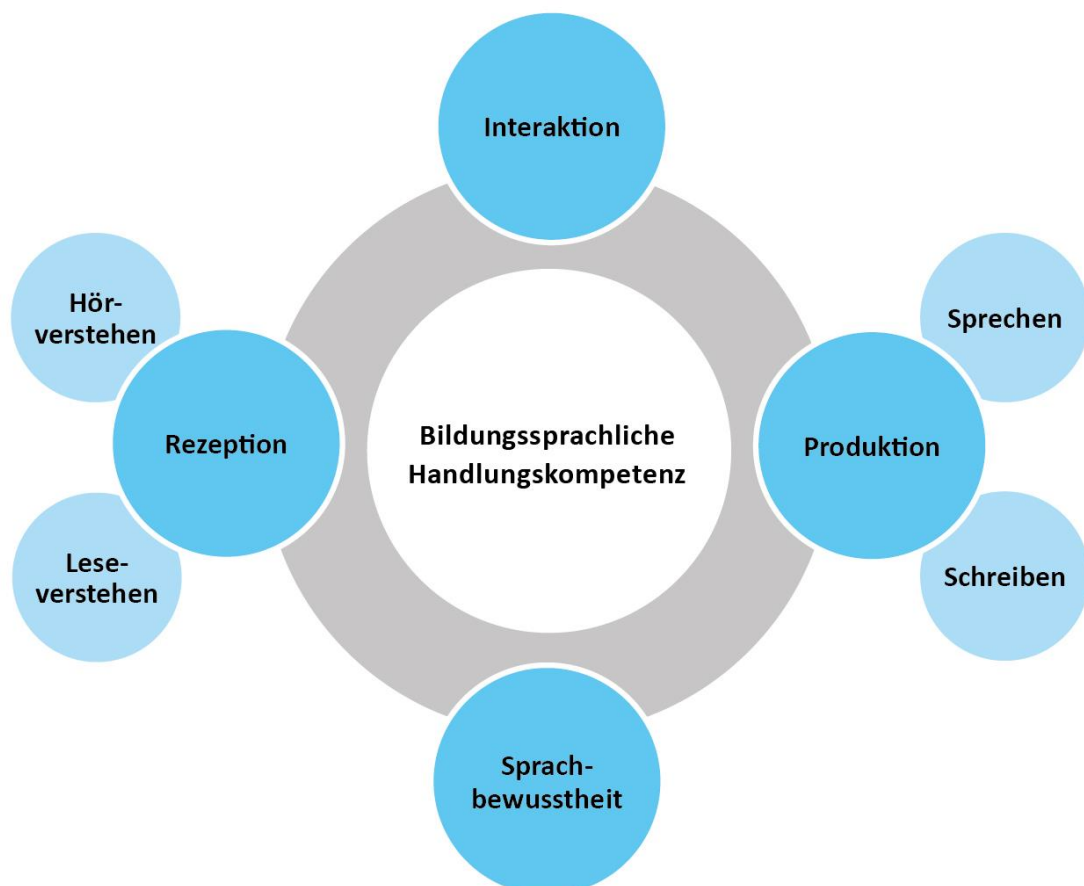 Interaktion
Hör-
verstehen
Sprechen
Rezeption
Bildungssprachliche
Handlungskompetenz
Produktion
Lese-
verstehen
Schreiben
Sprach-
bewusstheit